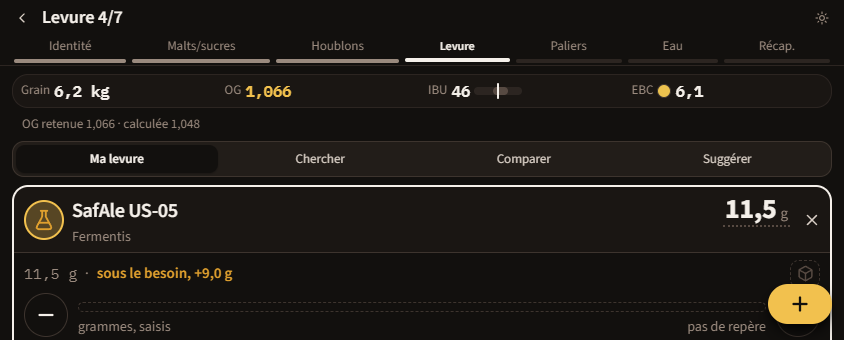 Levure 4/7
Identité Malts/sucres Houblons Levure Paliers Eau Récap.
Grain 6,2 kg OG 1,066 IBU 46 EBC 6,1
OG retenue 1,066 · calculée 1,048
Ma levure Chercher Comparer Suggérer
SafAle US-05 11,5 g
Fermentis
11,5 g · sous le besoin, +9,0 g
grammes, saisis pas de repère